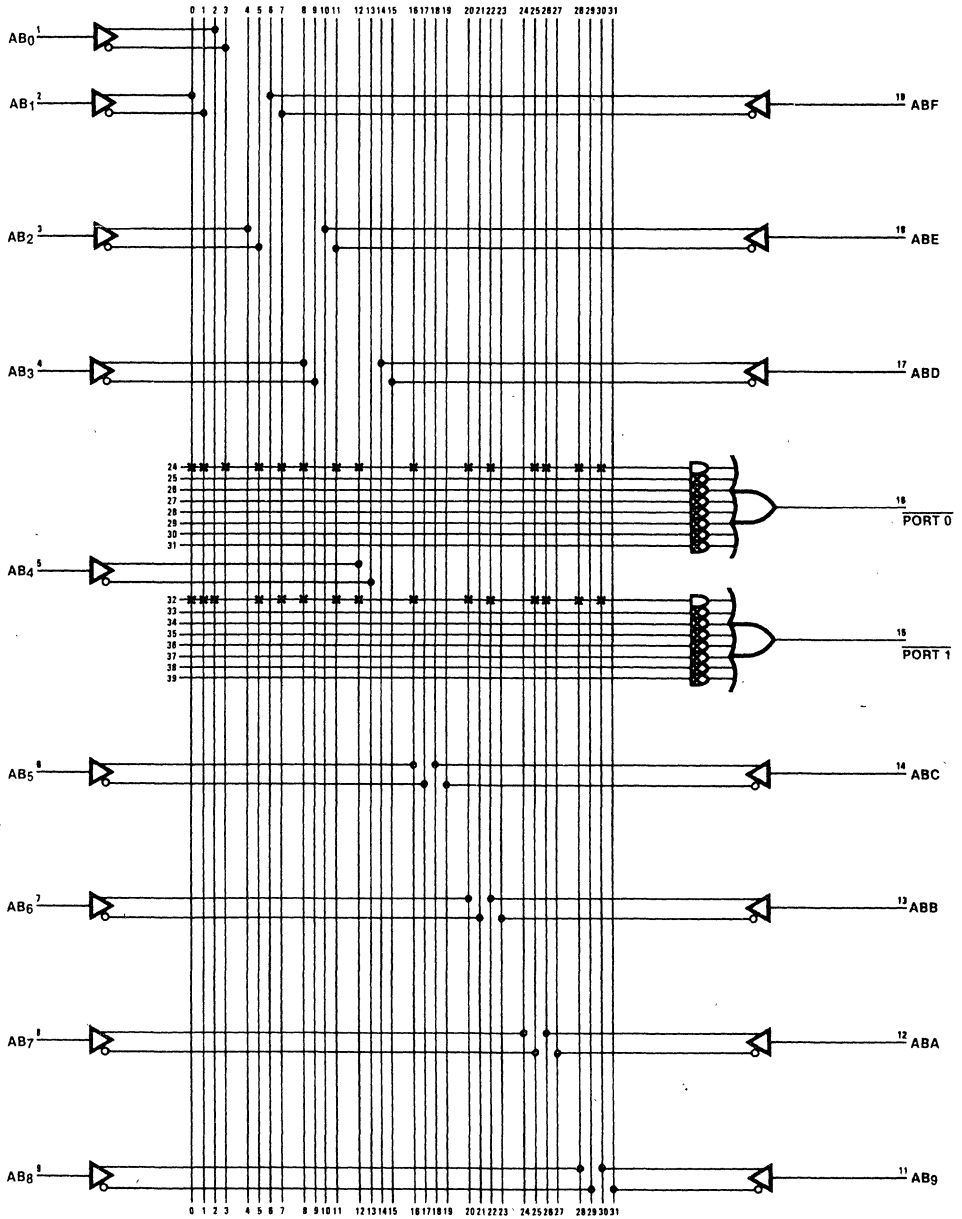 0 1 2 3 4 5 6 7 8 9 10 11 12 13 14 15 16 17 18 19 20 21 22 23 24 25 26 27 28 29 30 31
AB0 1
AB1 2
19 ABF
AB2 3
18 ABE
AB3 4
17 ABD
24
25
26
27
28
29
30
31
16 PORT 0
AB4 5
32
33
34
35
36
37
38
39
15 PORT 1
AB5 6
14 ABC
AB6 7
13 ABB
AB7 8
12 ABA
AB8 9
11 AB9
0 1 2 3 4 5 6 7 8 9 10 11 12 13 14 15 16 17 18 19 20 21 22 23 24 25 26 27 28 29 30 31